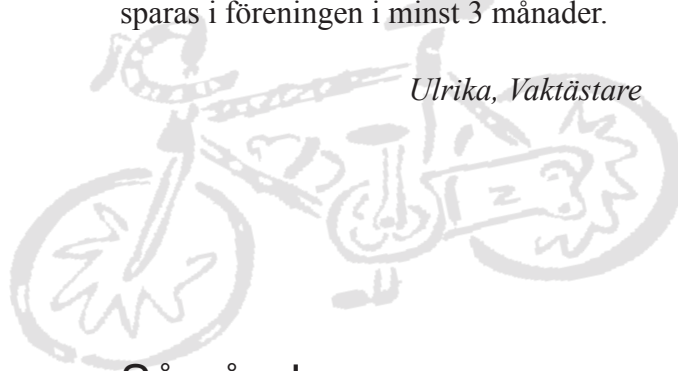 sparas i föreningen i minst 3 månader.
Ulrika, Vaktästare